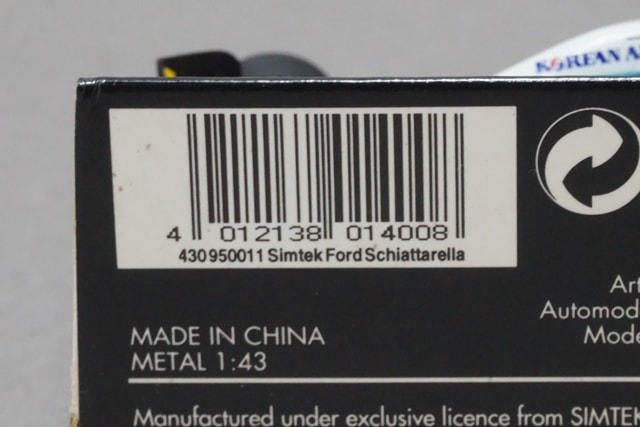 KOREAN A
4 012138 014008
430950011 Simtek Ford Schiattarella
Art
Automod
Mode
MADE IN CHINA
METAL 1:43
Manufactured under exclusive licence from SIMTEK